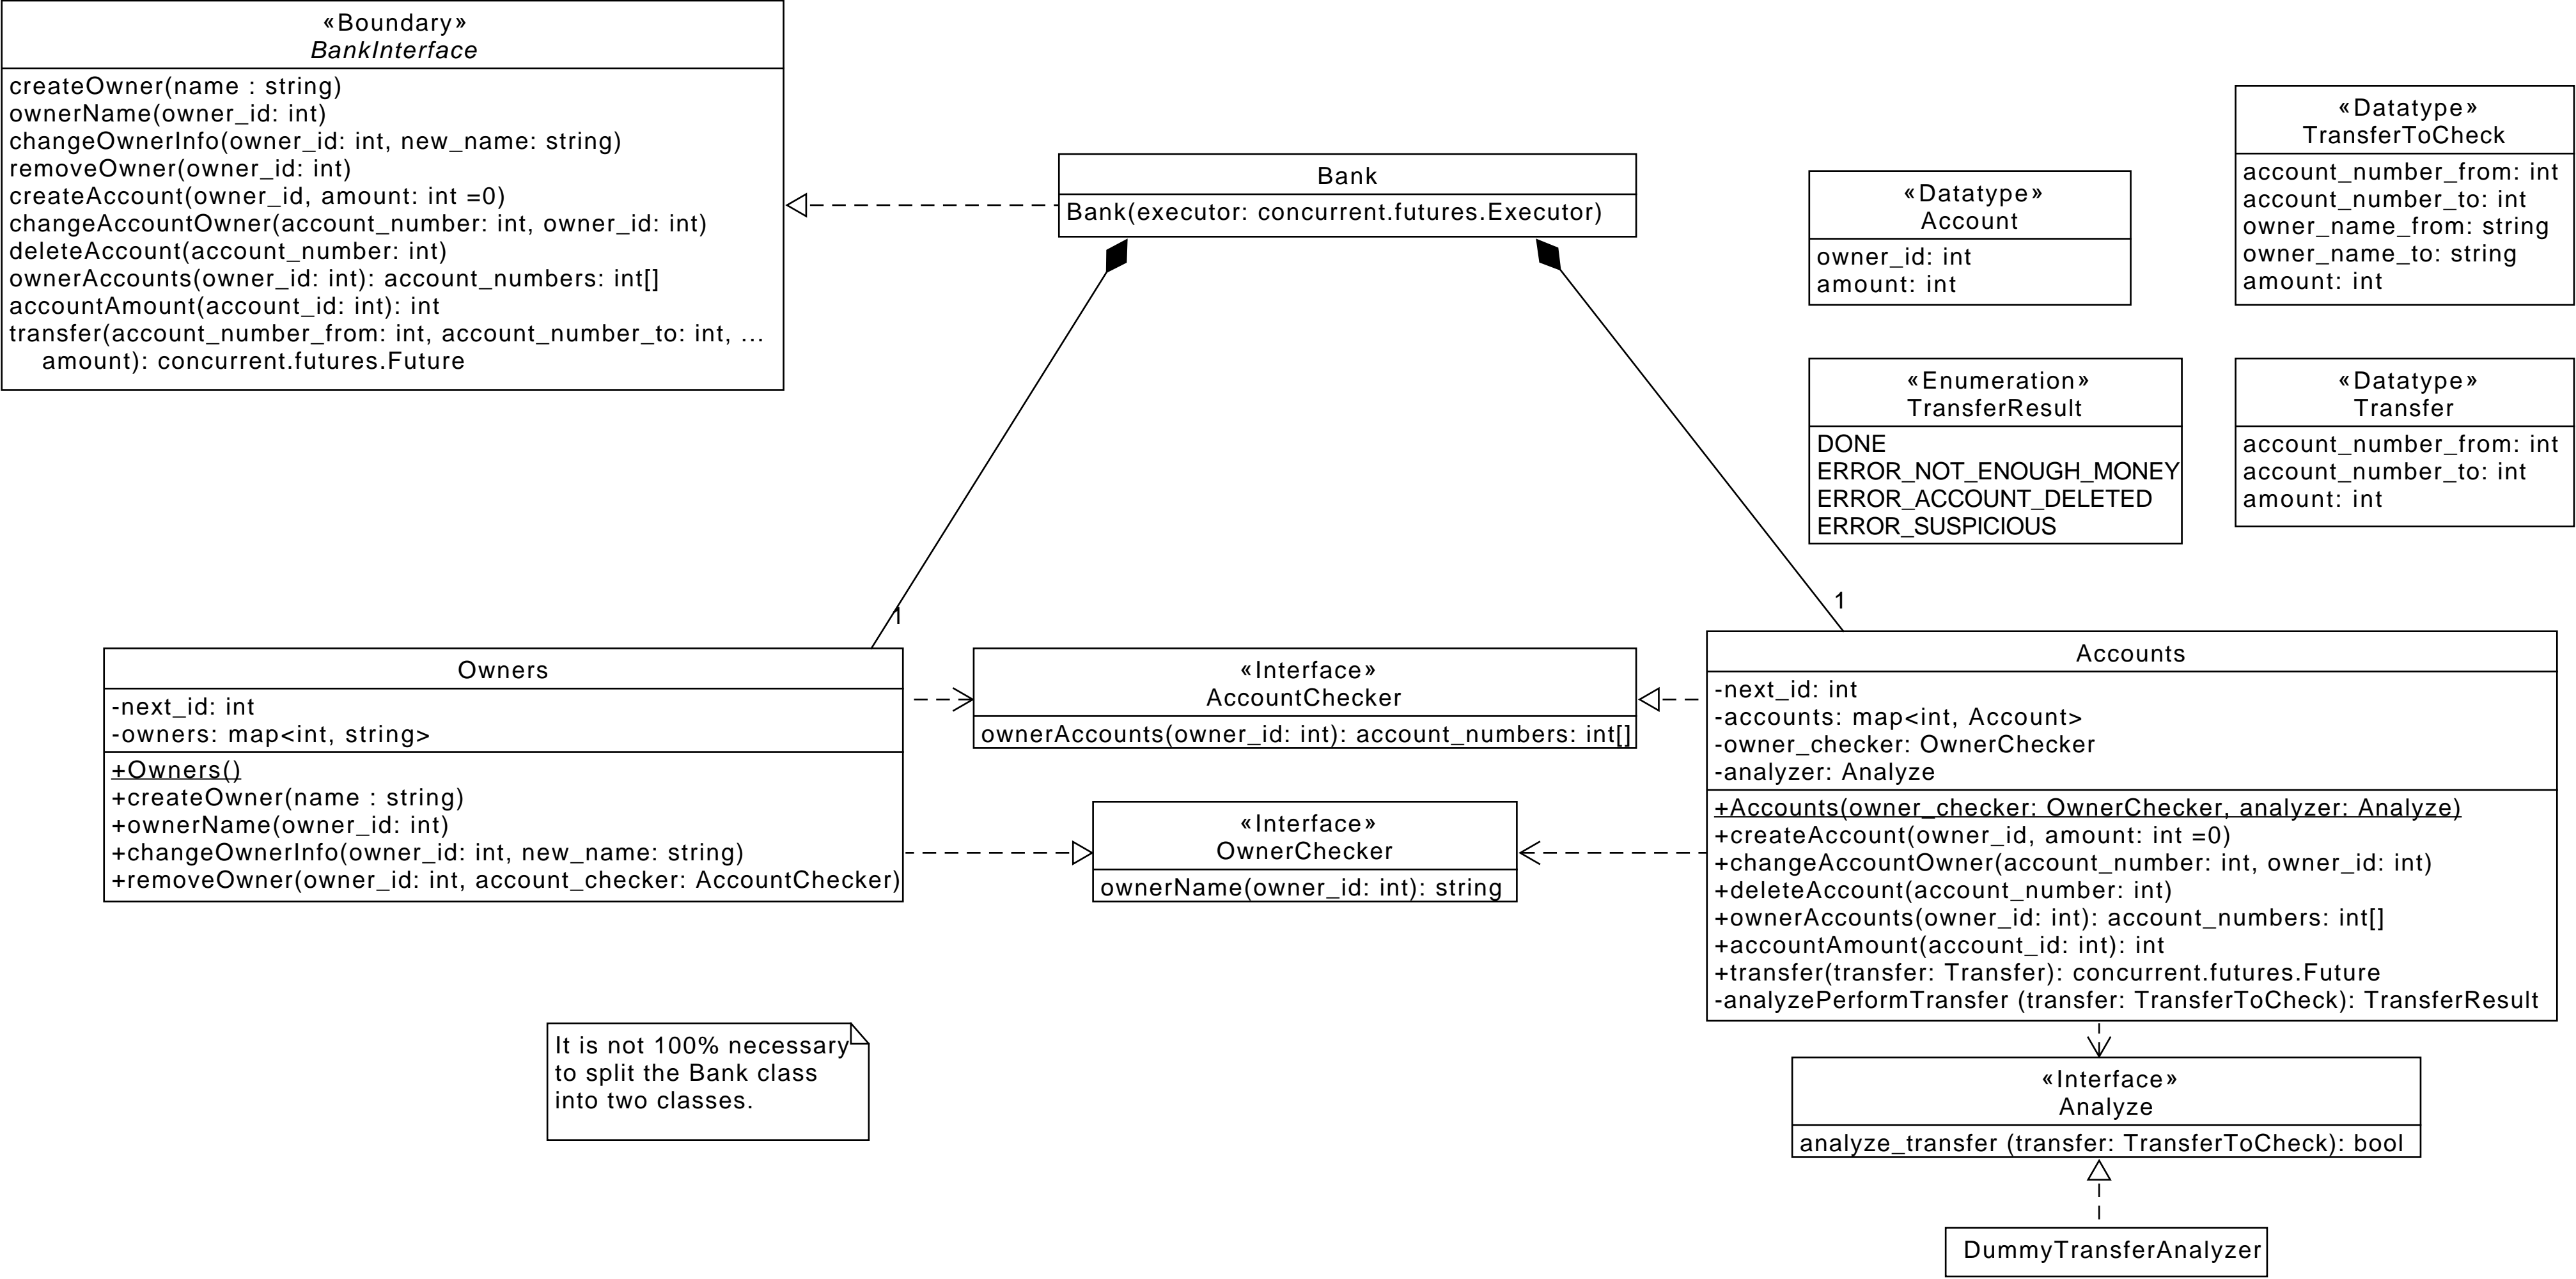 «Boundary»
BankInterface
createOwner(name : string)
ownerName(owner_id: int)
changeOwnerInfo(owner_id: int, new_name: string)
removeOwner(owner_id: int)
createAccount(owner_id, amount: int =0)
changeAccountOwner(account_number: int, owner_id: int)
deleteAccount(account_number: int)
ownerAccounts(owner_id: int): account_numbers: int[]
accountAmount(account_id: int): int
transfer(account_number_from: int, account_number_to: int, ...
amount): concurrent.futures.Future
Bank
Bank(executor: concurrent.futures.Executor)
«Datatype»
Account
owner_id: int
amount: int
«Datatype»
TransferToCheck
account_number_from: int
account_number_to: int
owner_name_from: string
owner_name_to: string
amount: int
«Enumeration»
TransferResult
DONE
ERROR_NOT_ENOUGH_MONEY
ERROR_ACCOUNT_DELETED
ERROR_SUSPICIOUS
«Datatype»
Transfer
account_number_from: int
account_number_to: int
amount: int
1
1
Owners
-next_id: int
-owners: map<int, string>
+Owners()
+createOwner(name : string)
+ownerName(owner_id: int)
+changeOwnerInfo(owner_id: int, new_name: string)
+removeOwner(owner_id: int, account_checker: AccountChecker)
«Interface»
AccountChecker
ownerAccounts(owner_id: int): account_numbers: int[]
«Interface»
OwnerChecker
ownerName(owner_id: int): string
Accounts
-next_id: int
-accounts: map<int, Account>
-owner_checker: OwnerChecker
-analyzer: Analyze
+Accounts(owner_checker: OwnerChecker, analyzer: Analyze)
+createAccount(owner_id, amount: int =0)
+changeAccountOwner(account_number: int, owner_id: int)
+deleteAccount(account_number: int)
+ownerAccounts(owner_id: int): account_numbers: int[]
+accountAmount(account_id: int): int
+transfer(transfer: Transfer): concurrent.futures.Future
-analyzePerformTransfer (transfer: TransferToCheck): TransferResult
It is not 100% necessary
to split the Bank class
into two classes.
«Interface»
Analyze
analyze_transfer (transfer: TransferToCheck): bool
DummyTransferAnalyzer